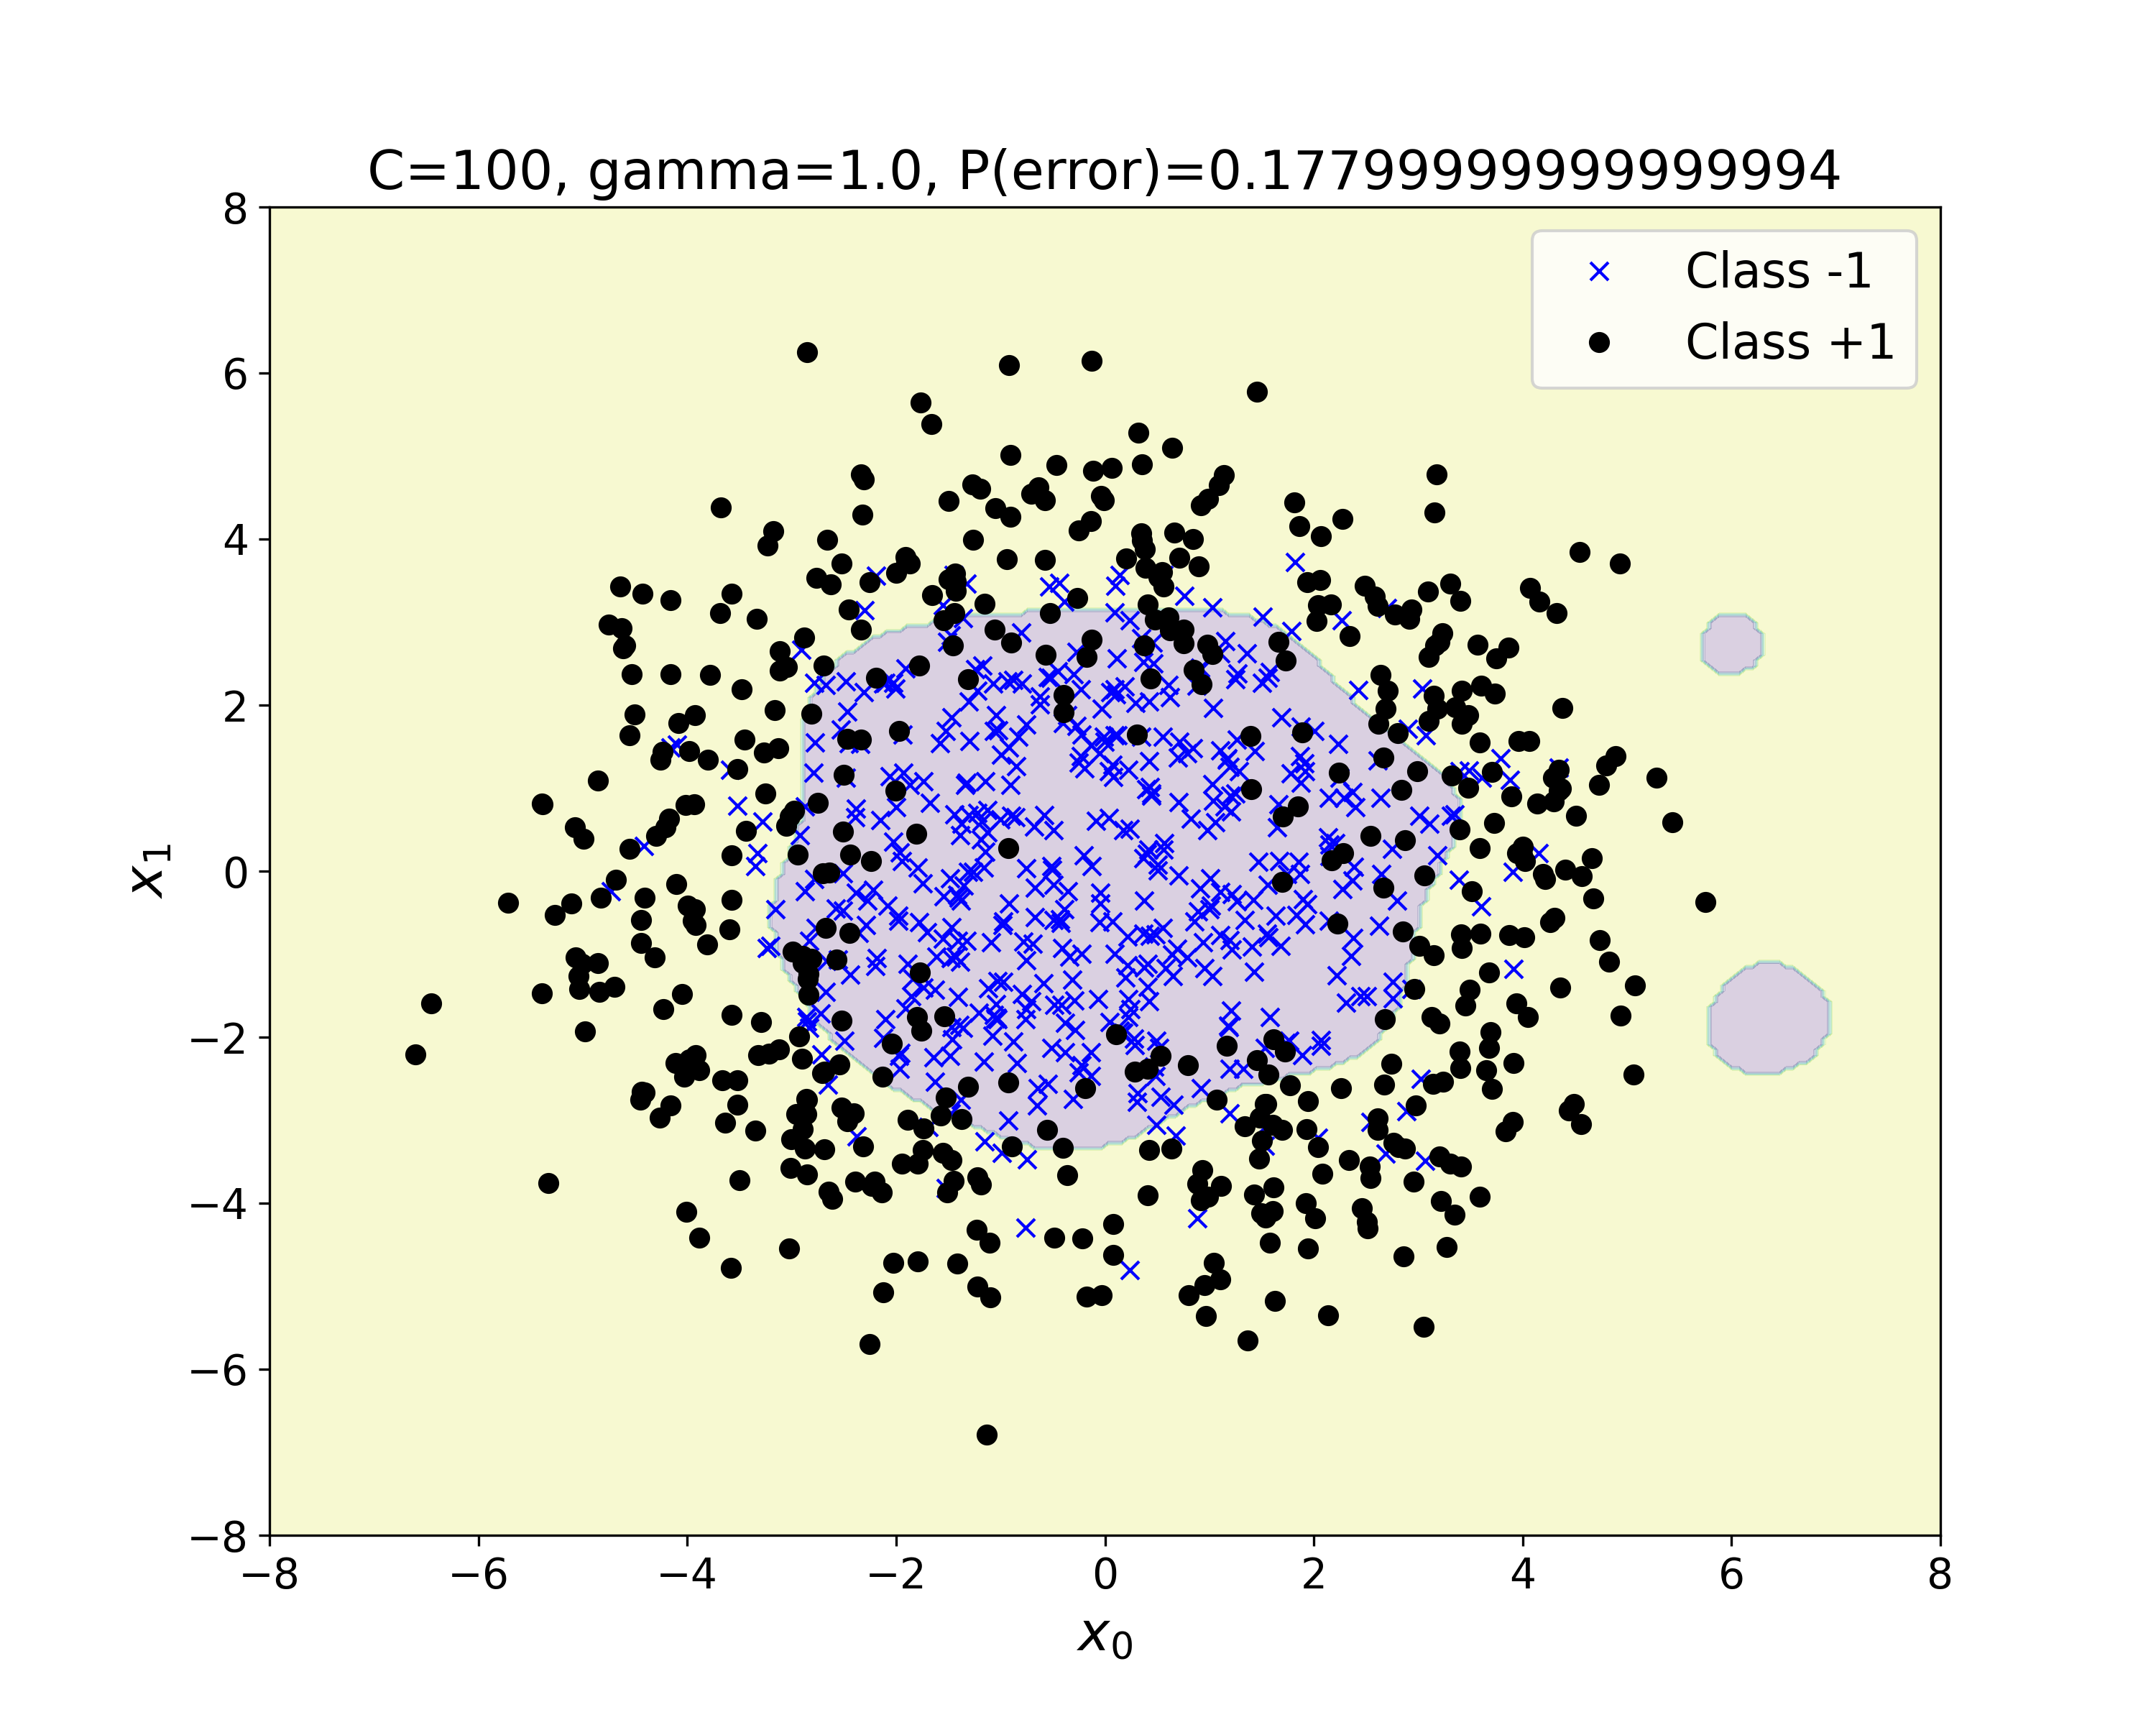 C=100, gamma=1.0, P(error)=0.17799999999999994
Class -1
Class +1
8
6
4
2
0
−2
−4
−6
−8
x1
−8 −6 −4 −2 0 2 4 6 8
x0